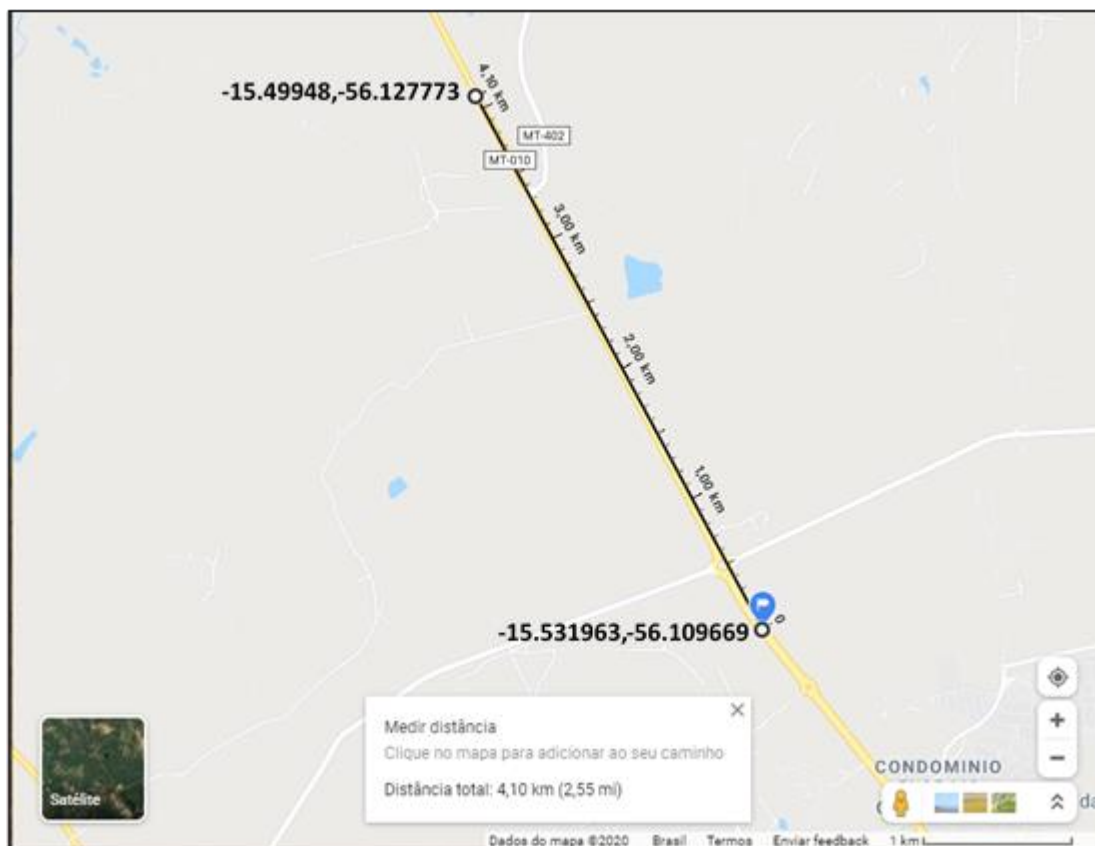 -15.49948,-56.127773
4,10 km
MT-402
MT-010
3,00 km
2,00 km
1,00 km
0
-15.531963,-56.109669
Medir distância
Clique no mapa para adicionar ao seu caminho
Distância total: 4,10 km (2,55 mi)
Satélite
CONDOMINIO
Dados do mapa ©2020 Brasil Termos Enviar feedback 1 km